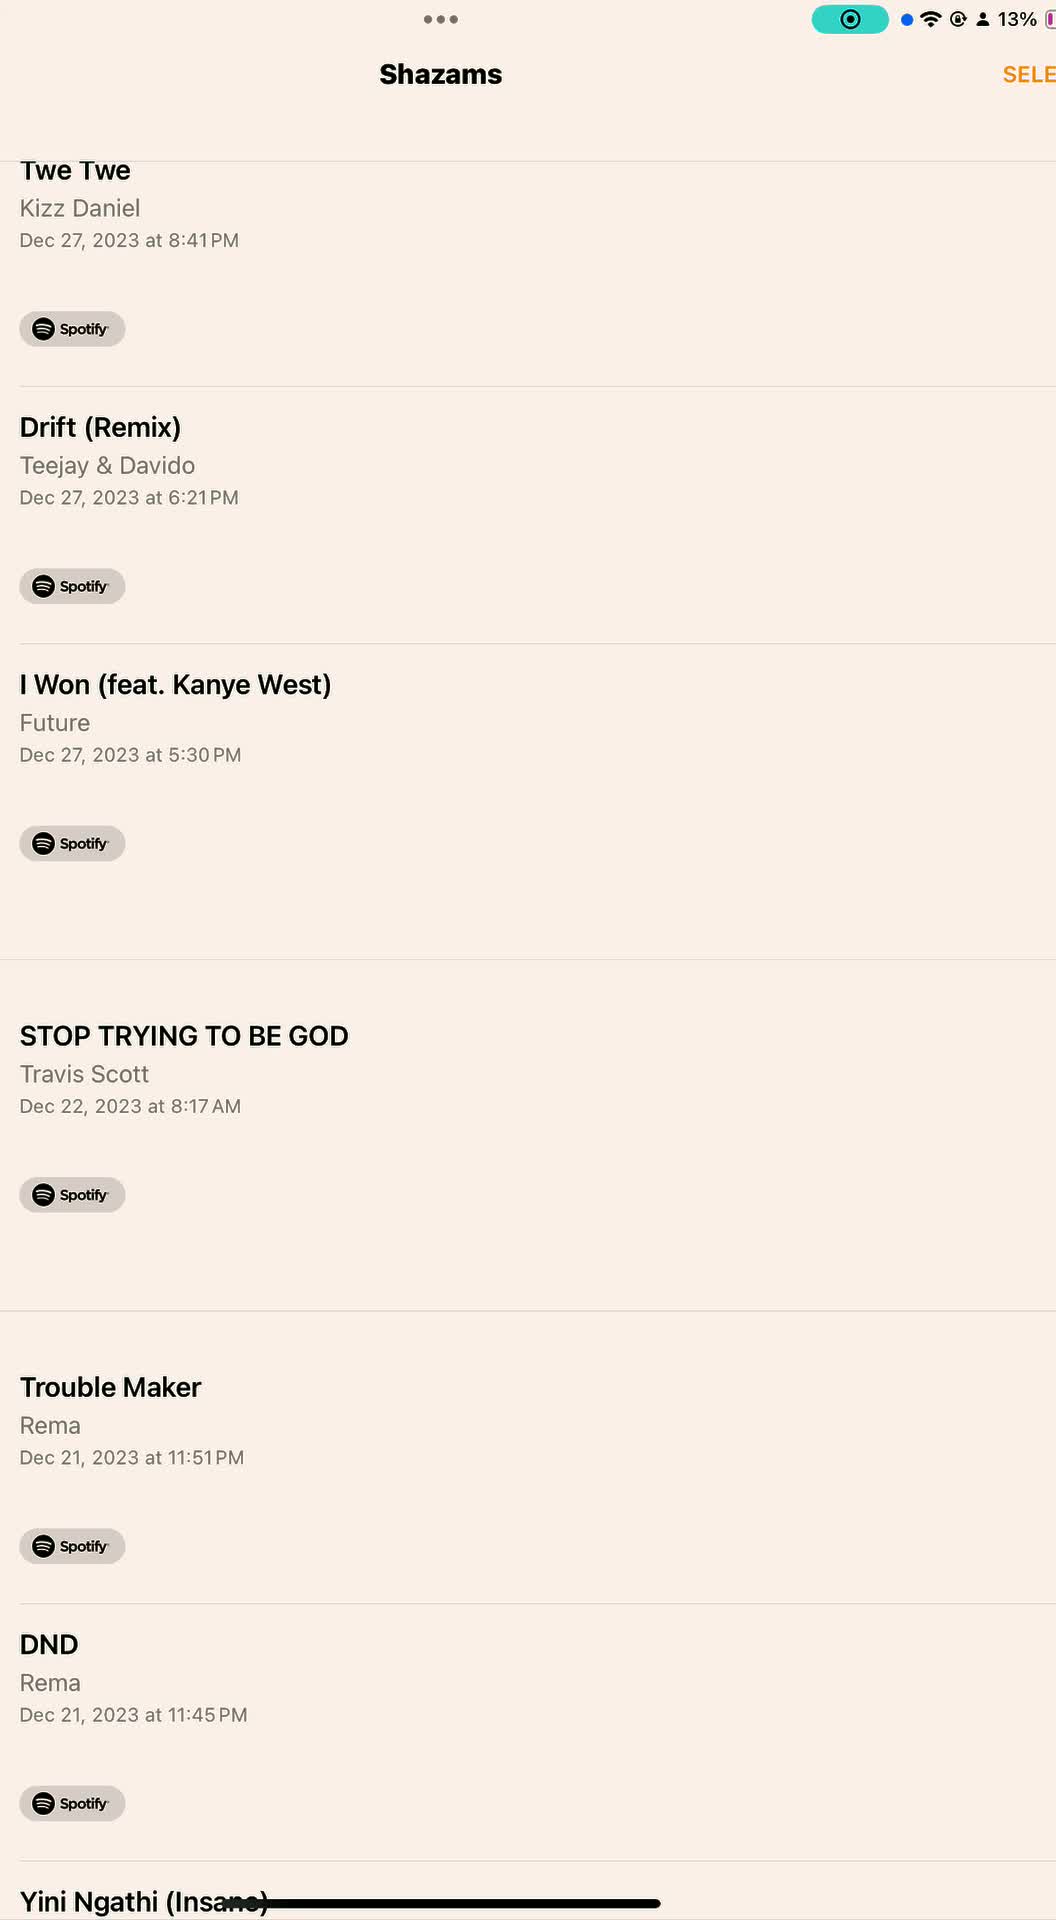 13%
Shazams
SELE
Twe Twe
Kizz Daniel
Dec 27, 2023 at 8:41 PM
Spotify
Drift (Remix)
Teejay & Davido
Dec 27, 2023 at 6:21 PM
Spotify
I Won (feat. Kanye West)
Future
Dec 27, 2023 at 5:30 PM
Spotify
STOP TRYING TO BE GOD
Travis Scott
Dec 22, 2023 at 8:17 AM
Spotify
Trouble Maker
Rema
Dec 21, 2023 at 11:51 PM
Spotify
DND
Rema
Dec 21, 2023 at 11:45 PM
Spotify
Yini Ngathi (Insane)